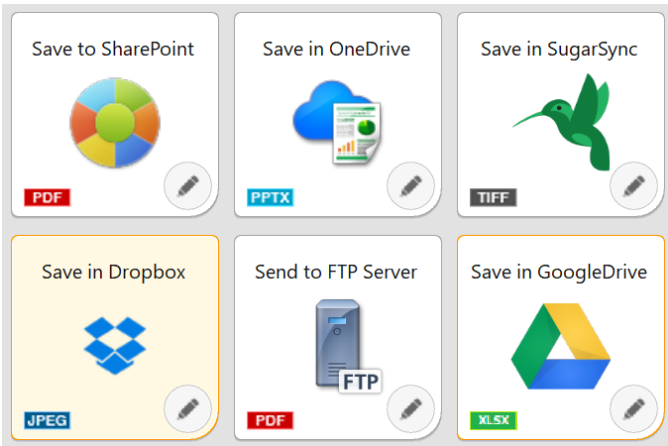 Save to SharePoint
PDF
Save in OneDrive
PPTX
Save in SugarSync
TIFF
Save in Dropbox
JPEG
Send to FTP Server
FTP
PDF
Save in GoogleDrive
XLSX